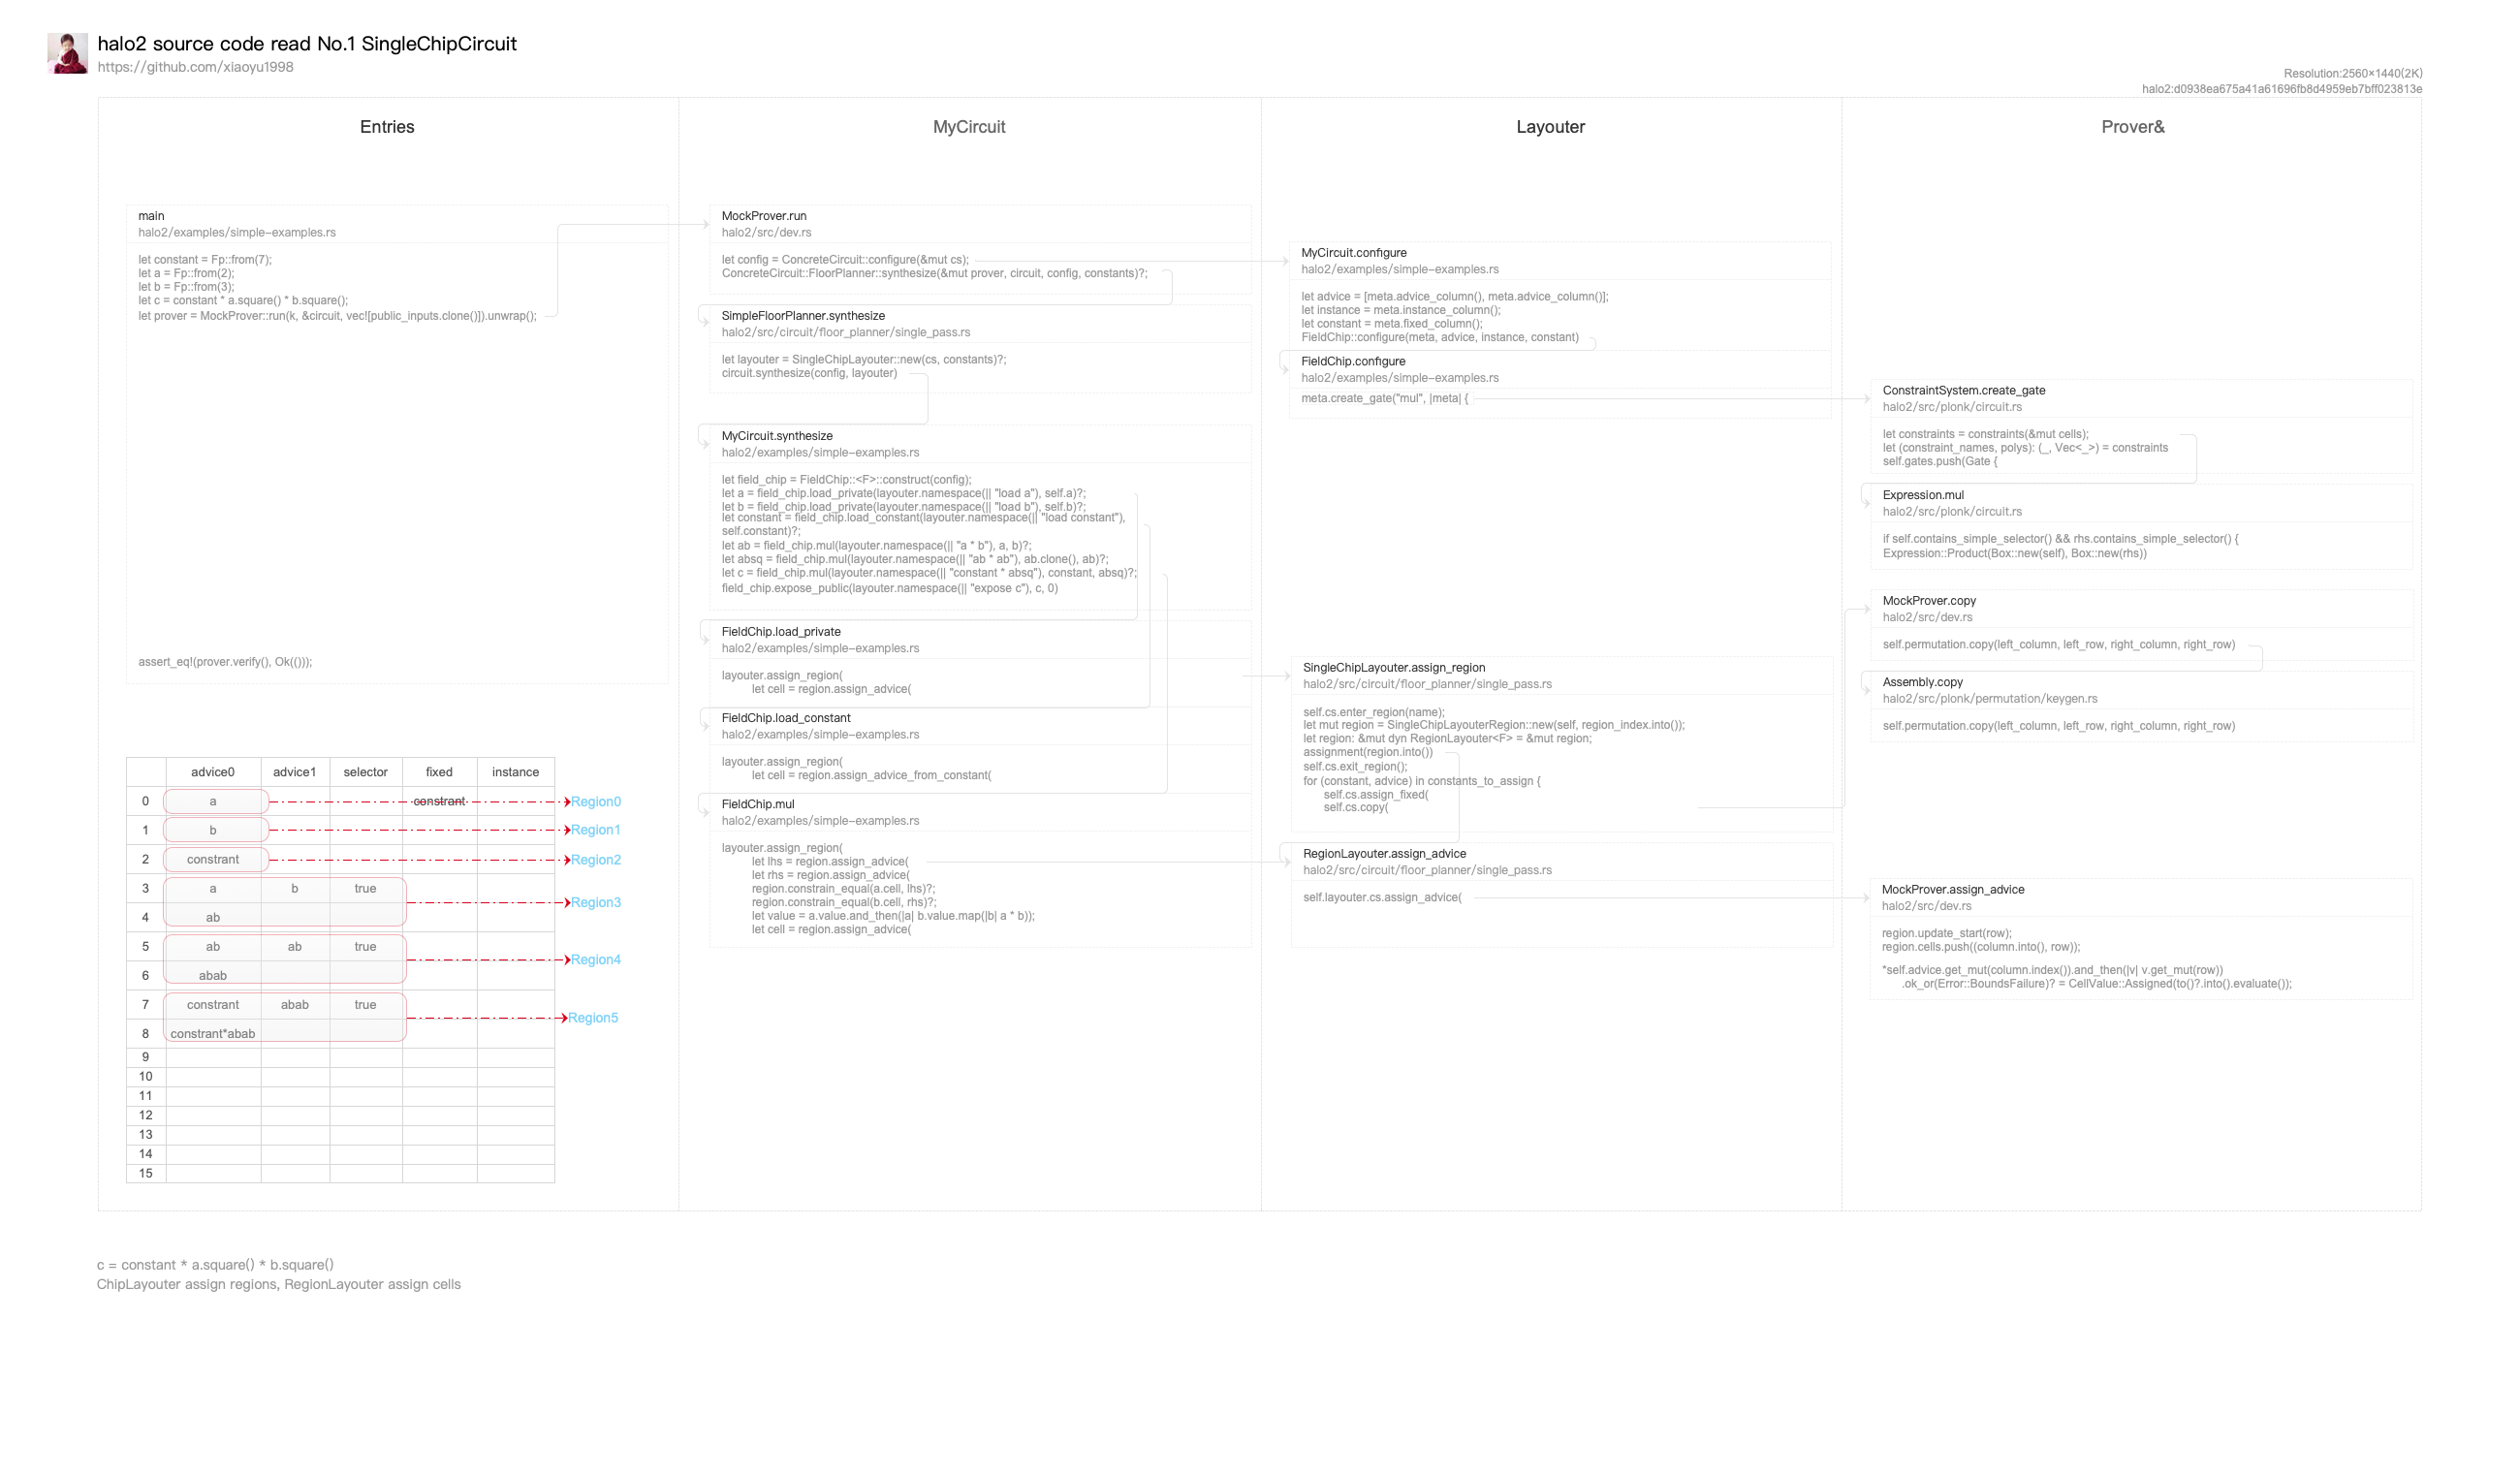 halo2 source code read No.1 SingleChipCircuit
https://github.com/xiaoyu1998
Resolution:2560×1440(2K)
halo2:d0938ea675a41a61696fb8d4959eb7bff023813e
Entries
main
halo2/examples/simple-examples.rs
let constant = Fp::from(7);
let a = Fp::from(2);
let b = Fp::from(3);
let c = constant * a.square() * b.square();
let prover = MockProver::run(k, &circuit, vec![public_inputs.clone()]).unwrap();
assert_eq!(prover.verify(), Ok(()));
advice0 advice1 selector fixed instance
0 a constrant Region0
1 b Region1
2 constrant Region2
3 a b true
Region3
4 ab
5 ab ab true
Region4
6 abab
7 constrant abab true
Region5
8 constrant*abab
9
10
11
12
13
14
15
MyCircuit
MockProver.run
halo2/src/dev.rs
let config = ConcreteCircuit::configure(&mut cs);
ConcreteCircuit::FloorPlanner::synthesize(&mut prover, circuit, config, constants)?;
SimpleFloorPlanner.synthesize
halo2/src/circuit/floor_planner/single_pass.rs
let layouter = SingleChipLayouter::new(cs, constants)?;
circuit.synthesize(config, layouter)
MyCircuit.synthesize
halo2/examples/simple-examples.rs
let field_chip = FieldChip::<F>::construct(config);
let a = field_chip.load_private(layouter.namespace(|| "load a"), self.a)?;
let b = field_chip.load_private(layouter.namespace(|| "load b"), self.b)?;
let constant = field_chip.load_constant(layouter.namespace(|| "load constant"),
self.constant)?;
let ab = field_chip.mul(layouter.namespace(|| "a * b"), a, b)?;
let absq = field_chip.mul(layouter.namespace(|| "ab * ab"), ab.clone(), ab)?;
let c = field_chip.mul(layouter.namespace(|| "constant * absq"), constant, absq)?;
field_chip.expose_public(layouter.namespace(|| "expose c"), c, 0)
FieldChip.load_private
halo2/examples/simple-examples.rs
layouter.assign_region(
let cell = region.assign_advice(
FieldChip.load_constant
halo2/examples/simple-examples.rs
layouter.assign_region(
let cell = region.assign_advice_from_constant(
FieldChip.mul
halo2/examples/simple-examples.rs
layouter.assign_region(
let lhs = region.assign_advice(
let rhs = region.assign_advice(
region.constrain_equal(a.cell, lhs)?;
region.constrain_equal(b.cell, rhs)?;
let value = a.value.and_then(|a| b.value.map(|b| a * b));
let cell = region.assign_advice(
Layouter
MyCircuit.configure
halo2/examples/simple-examples.rs
let advice = [meta.advice_column(), meta.advice_column()];
let instance = meta.instance_column();
let constant = meta.fixed_column();
FieldChip::configure(meta, advice, instance, constant)
FieldChip.configure
halo2/examples/simple-examples.rs
meta.create_gate("mul", |meta| {
SingleChipLayouter.assign_region
halo2/src/circuit/floor_planner/single_pass.rs
self.cs.enter_region(name);
let mut region = SingleChipLayouterRegion::new(self, region_index.into());
let region: &mut dyn RegionLayouter<F> = &mut region;
assignment(region.into())
self.cs.exit_region();
for (constant, advice) in constants_to_assign {
self.cs.assign_fixed(
self.cs.copy(
RegionLayouter.assign_advice
halo2/src/circuit/floor_planner/single_pass.rs
self.layouter.cs.assign_advice(
Prover&
ConstraintSystem.create_gate
halo2/src/plonk/circuit.rs
let constraints = constraints(&mut cells);
let (constraint_names, polys): (_, Vec<_>) = constraints
self.gates.push(Gate {
Expression.mul
halo2/src/plonk/circuit.rs
if self.contains_simple_selector() && rhs.contains_simple_selector() {
Expression::Product(Box::new(self), Box::new(rhs))
MockProver.copy
halo2/src/dev.rs
self.permutation.copy(left_column, left_row, right_column, right_row)
Assembly.copy
halo2/src/plonk/permutation/keygen.rs
self.permutation.copy(left_column, left_row, right_column, right_row)
MockProver.assign_advice
halo2/src/dev.rs
region.update_start(row);
region.cells.push((column.into(), row));
*self.advice.get_mut(column.index()).and_then(|v| v.get_mut(row))
.ok_or(Error::BoundsFailure)? = CellValue::Assigned(to()?.into().evaluate());
c = constant * a.square() * b.square()
ChipLayouter assign regions, RegionLayouter assign cells